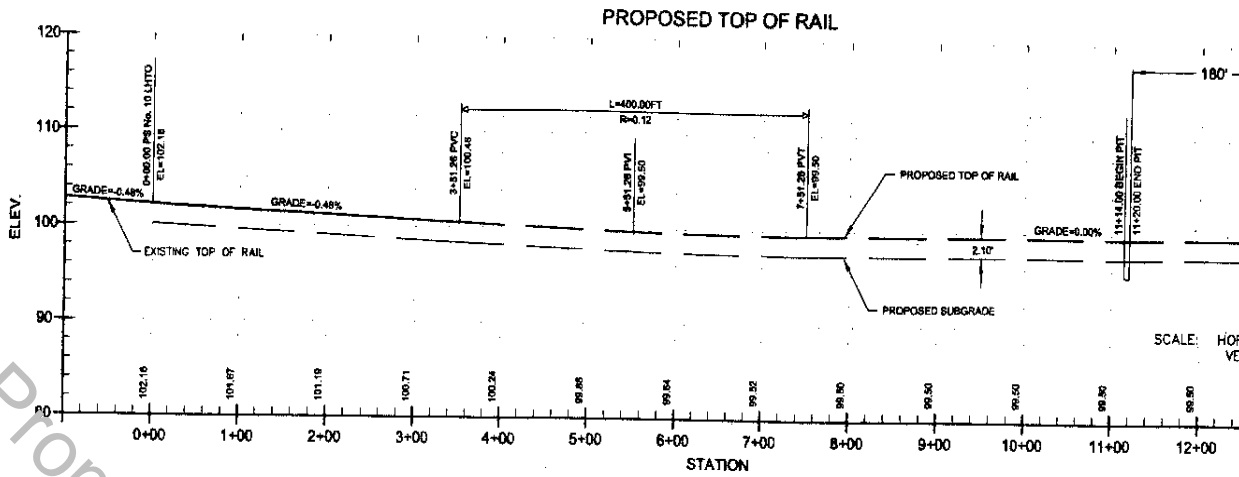 PROPOSED TOP OF RAIL
120
110
100
90
80
ELEV.
0+00.00 PS No. 10 LHTO
EL=102.16
GRADE=-0.48%
GRADE=-0.48%
EXISTING TOP OF RAIL
L=400.00FT
R=0.12
3+51.26 PVC
EL=100.48
5+51.26 PVI
EL=99.50
7+51.26 PVT
EL=99.50
PROPOSED TOP OF RAIL
PROPOSED SUBGRADE
2.10'
GRADE=0.00%
11+14.00 BEGIN PIT
11+20.00 END PIT
180'
SCALE: HOR
VE
102.16
101.67
101.19
100.71
100.24
99.86
99.64
99.52
99.50
99.50
99.50
99.50
99.50
0+00
1+00
2+00
3+00
4+00
5+00
6+00
7+00
8+00
9+00
10+00
11+00
12+00
STATION
Prop